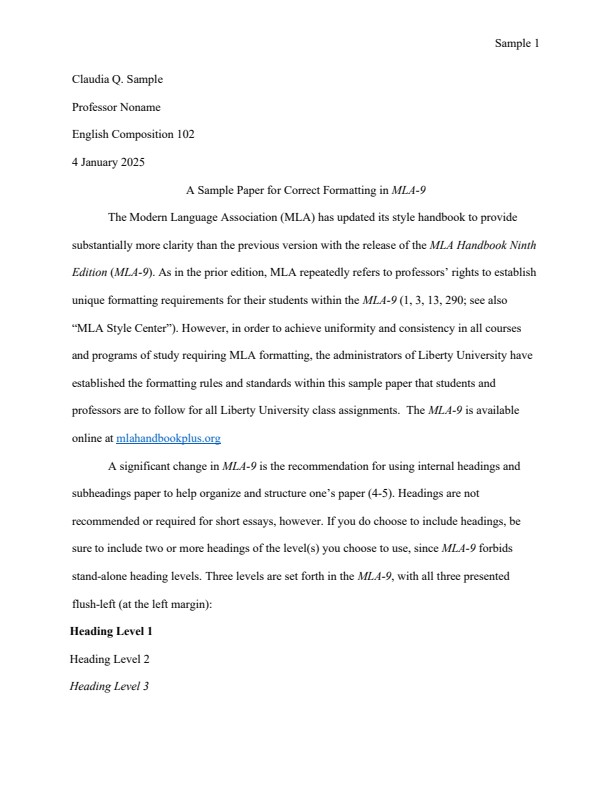 Sample 1
Claudia Q. Sample
Professor Noname
English Composition 102
4 January 2025
A Sample Paper for Correct Formatting in MLA-9
The Modern Language Association (MLA) has updated its style handbook to provide
substantially more clarity than the previous version with the release of the MLA Handbook Ninth
Edition (MLA-9). As in the prior edition, MLA repeatedly refers to professors’ rights to establish
unique formatting requirements for their students within the MLA-9 (1, 3, 13, 290; see also
“MLA Style Center”). However, in order to achieve uniformity and consistency in all courses
and programs of study requiring MLA formatting, the administrators of Liberty University have
established the formatting rules and standards within this sample paper that students and
professors are to follow for all Liberty University class assignments.  The MLA-9 is available
online at mlahandbookplus.org
A significant change in MLA-9 is the recommendation for using internal headings and
subheadings paper to help organize and structure one’s paper (4-5). Headings are not
recommended or required for short essays, however. If you do choose to include headings, be
sure to include two or more headings of the level(s) you choose to use, since MLA-9 forbids
stand-alone heading levels. Three levels are set forth in the MLA-9, with all three presented
flush-left (at the left margin):
Heading Level 1
Heading Level 2
Heading Level 3